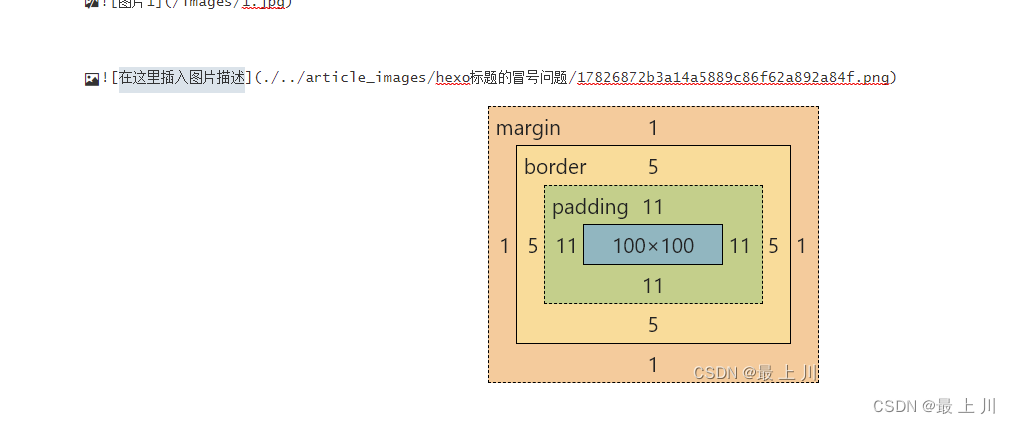 ![图片1](/images/1.jpg)
![在这里插入图片描述](./../article_images/hexo标题的冒号问题/17826872b3a14a5889c86f62a892a84f.png)
margin 1
border 5
padding 11
1 5 11 100×100 11 5 1
11
5
1
CSDN @最 上 川
CSDN @最 上 川